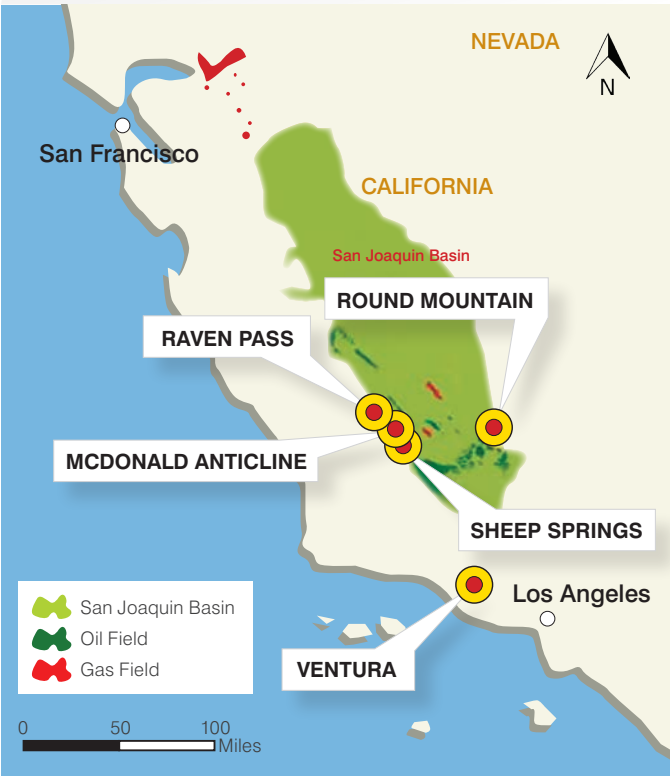 NEVADA
N
San Francisco
CALIFORNIA
San Joaquin Basin
ROUND MOUNTAIN
RAVEN PASS
MCDONALD ANTICLINE
SHEEP SPRINGS
Los Angeles
VENTURA
San Joaquin Basin
Oil Field
Gas Field
0 50 100
Miles